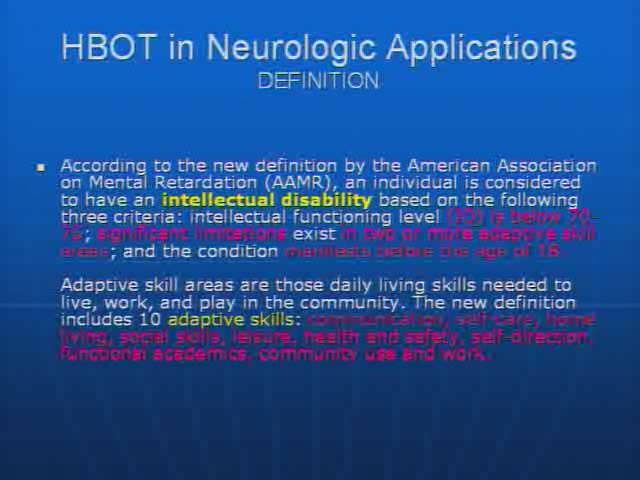 HBOT in Neurologic Applications
DEFINITION
According to the new definition by the American Association
on Mental Retardation (AAMR), an individual is considered
to have an intellectual disability based on the following
three criteria: intellectual functioning level (IQ) is below 70-
75; significant limitations exist in two or more adaptive skill
areas; and the condition manifests before the age of 18.
Adaptive skill areas are those daily living skills needed to
live, work, and play in the community. The new definition
includes 10 adaptive skills: communication, self-care, home
living, social skills, leisure, health and safety, self-direction,
functional academics, community use and work.